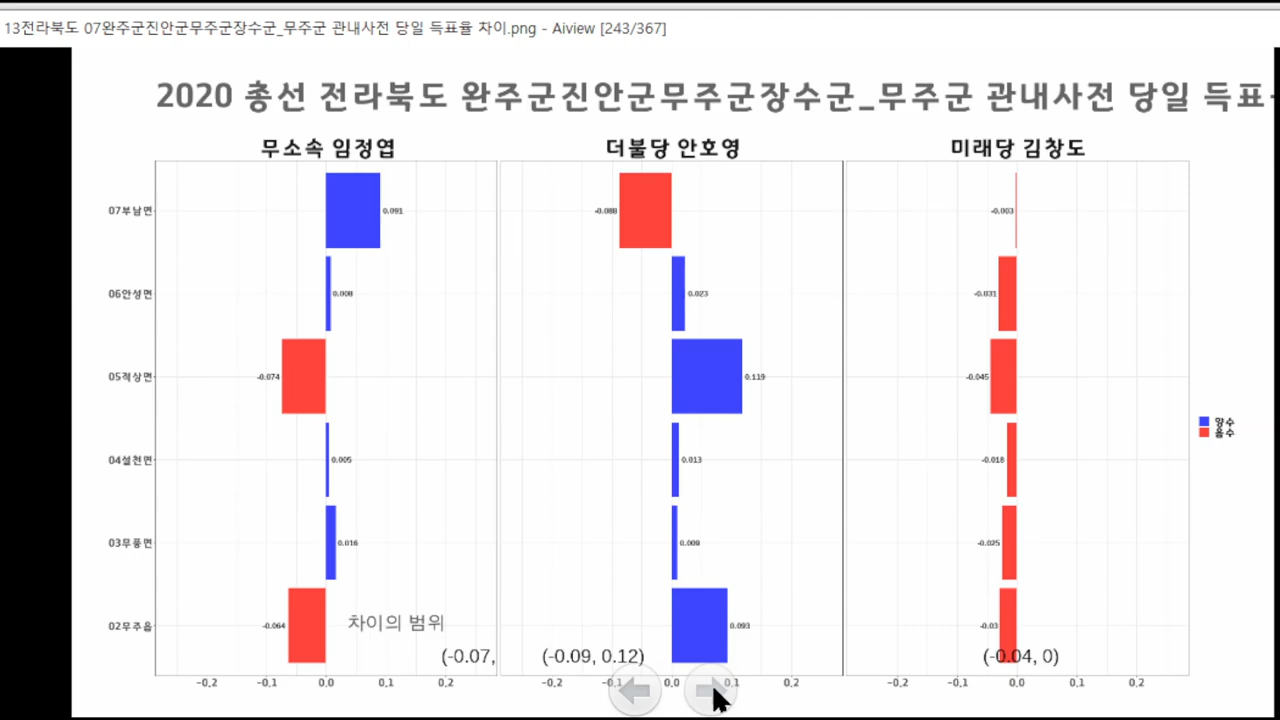 13전라북도 07완주군진안군무주군장수군_무주군 관내사전 당일 득표율 차이.png - Aiview [243/367]
2020 총선 전라북도 완주군진안군무주군장수군_무주군 관내사전 당일 득표
무소속 임정엽 더불당 안호영 미래당 김창도
07부남면 0.091 -0.088 -0.003
06안성면 0.008 0.023 -0.031
05적상면 -0.074 0.119 -0.045
양수
음수
04설천면 0.005 0.013 -0.018
03무풍면 0.016 0.009 -0.025
02무주읍 -0.064 차이의 범위 0.093 -0.03
(-0.07, (-0.09, 0.12) (-0.04, 0)
-0.2 -0.1 0.0 0.1 0.2 -0.2 -0.1 0.0 0.1 0.2 -0.2 -0.1 0.0 0.1 0.2